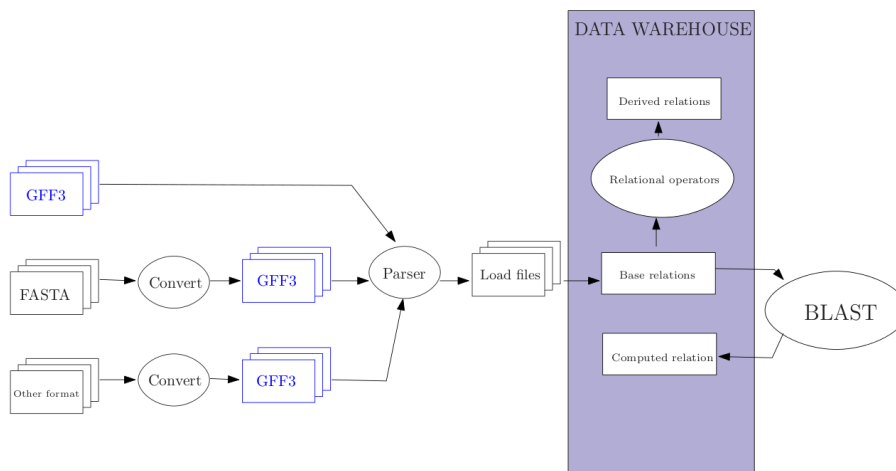 DATA WAREHOUSE
Derived relations
Relational operators
GFF3
FASTA
Convert
GFF3
Parser
Load files
Base relations
BLAST
Computed relation
Other format
Convert
GFF3